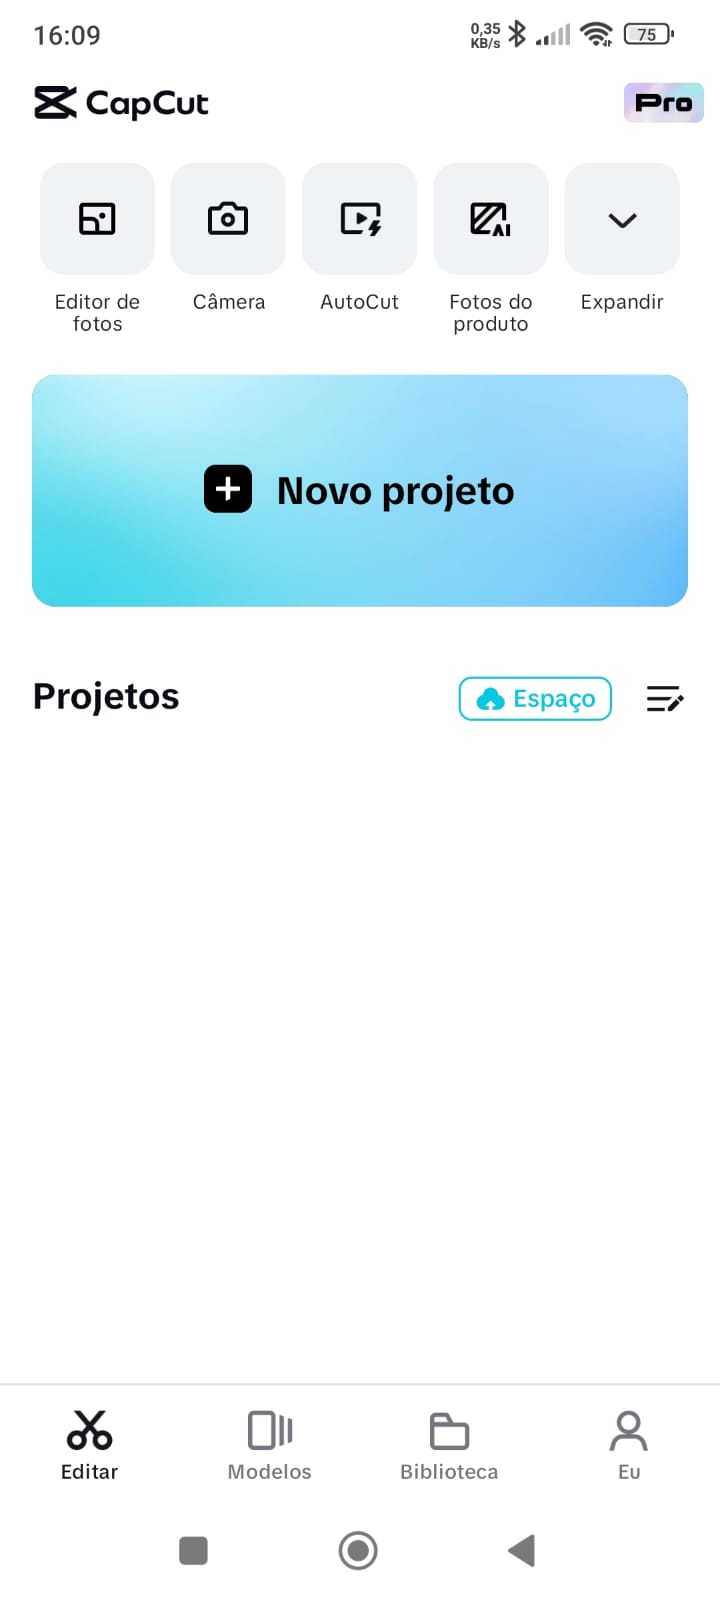 16:09
0,35
KB/s
75
CapCut
Pro
Editor de
fotos
Câmera
AutoCut
AI
Fotos do
produto
Expandir
Novo projeto
Projetos
Espaço
Editar
Modelos
Biblioteca
Eu